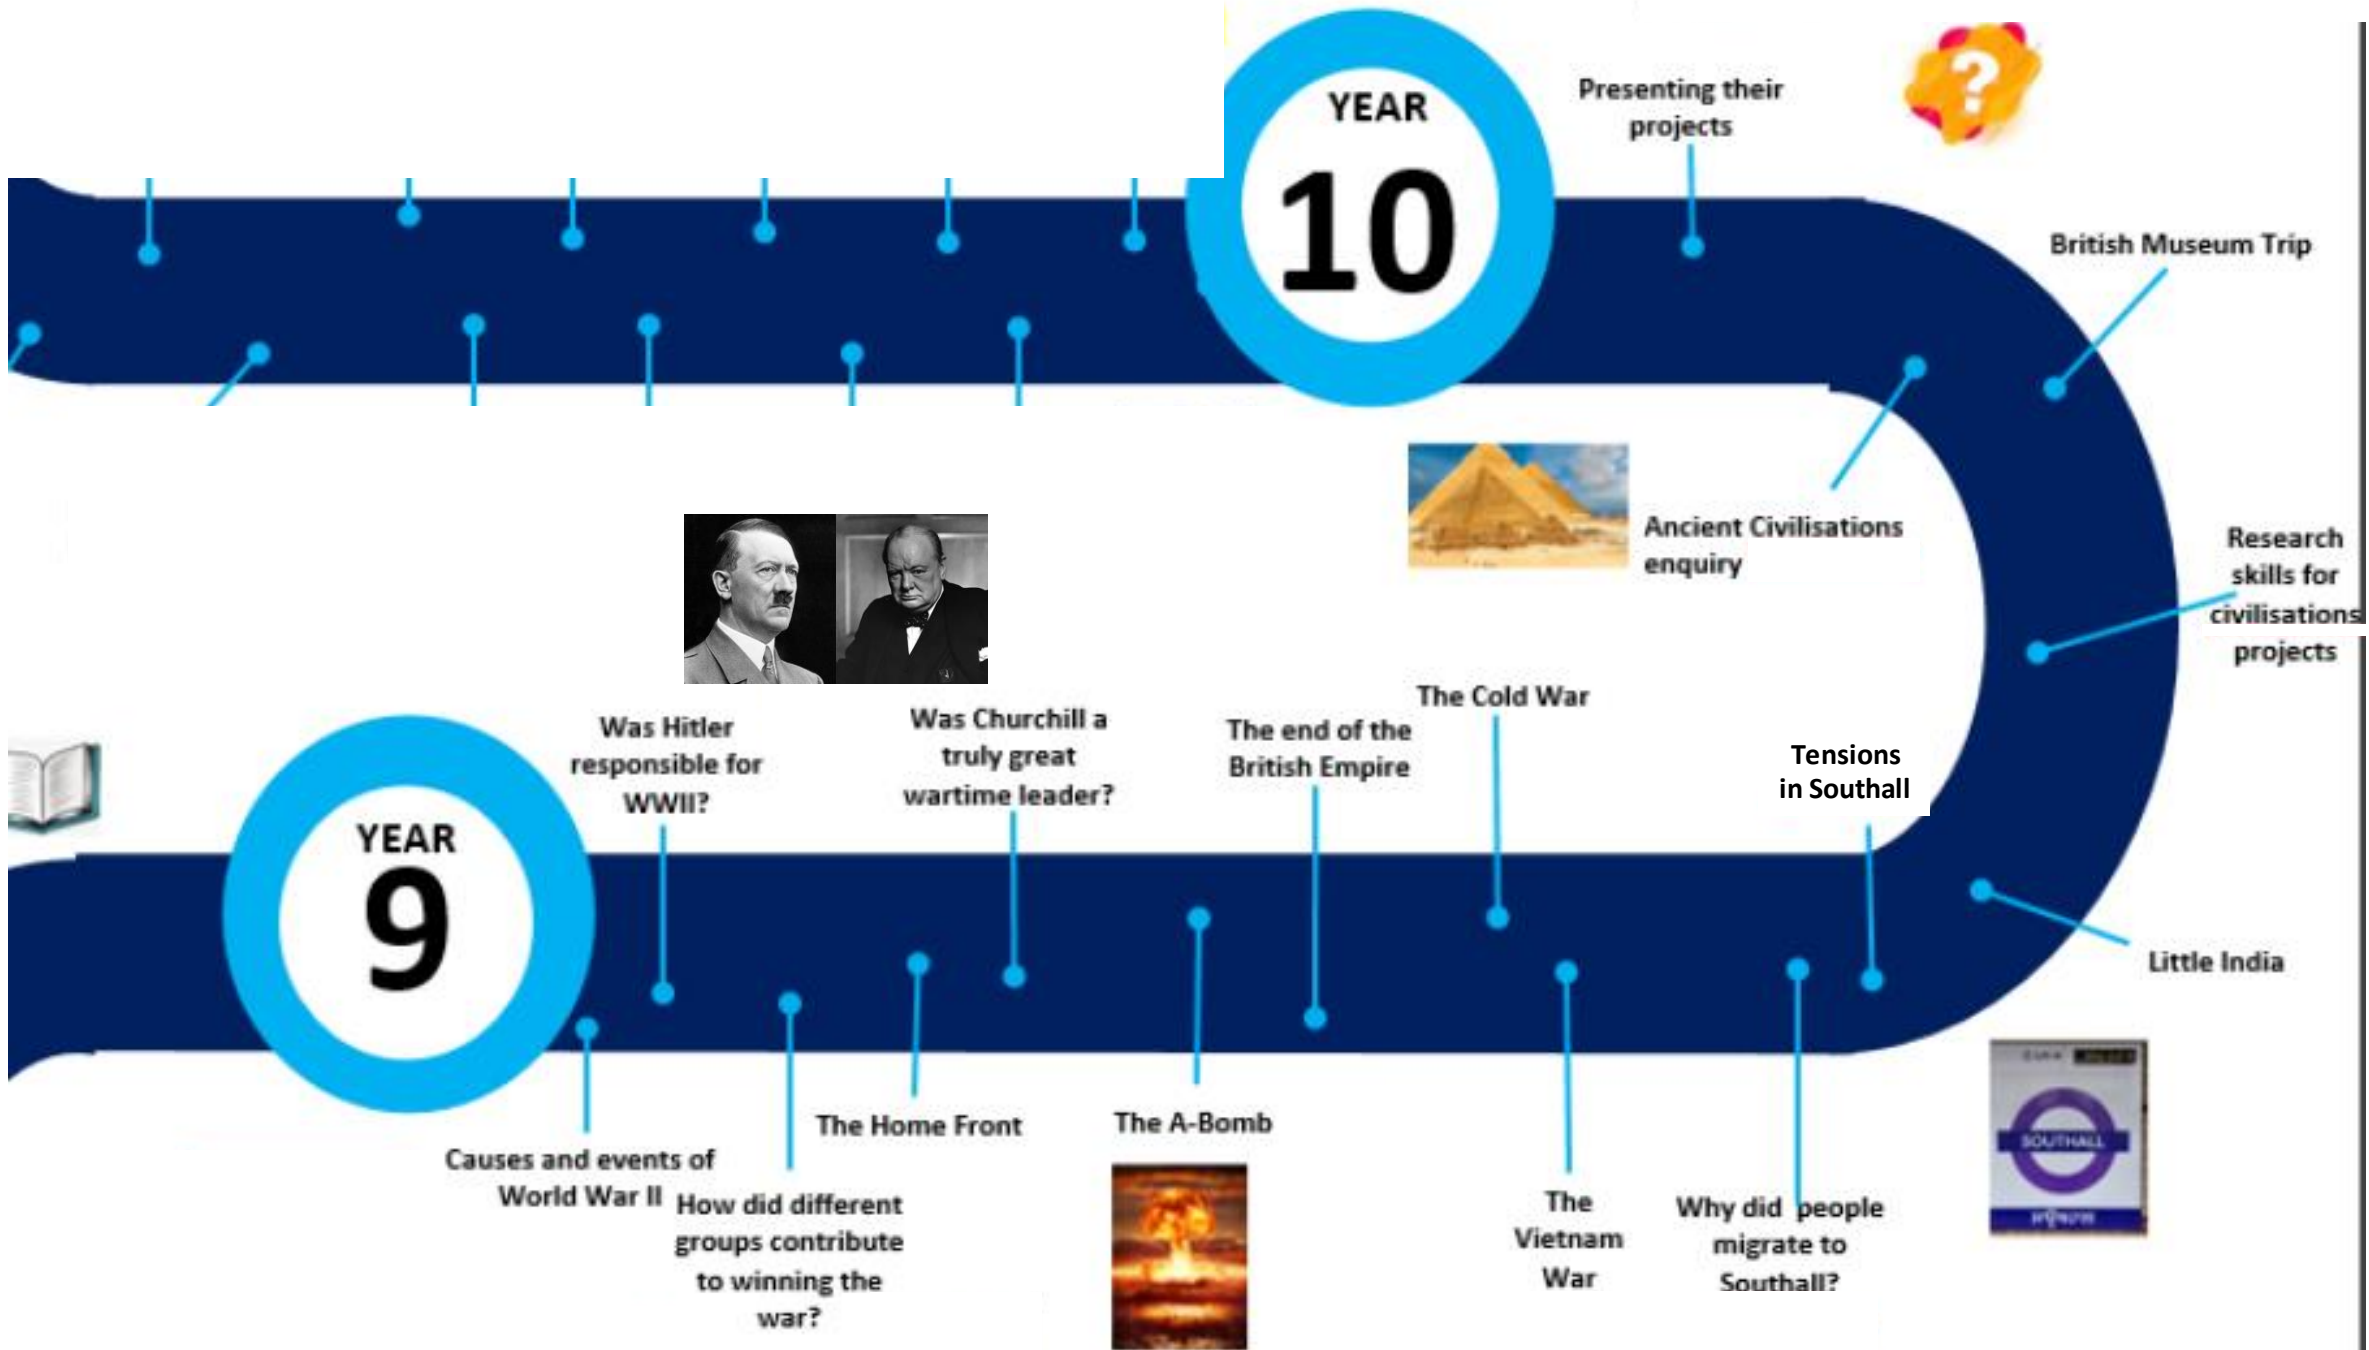 YEAR
10
Presenting their
projects
British Museum Trip
Ancient Civilisations
enquiry
Research
skills for
civilisations
projects
The Cold War
Was Hitler
responsible for
WWII?
Was Churchill a
truly great
wartime leader?
The end of the
British Empire
Tensions
in Southall
YEAR
9
Little India
Causes and events of
World War II
How did different
groups contribute
to winning the
war?
The Home Front
The A-Bomb
The
Vietnam
War
Why did people
migrate to
Southall?
SOUTHALL